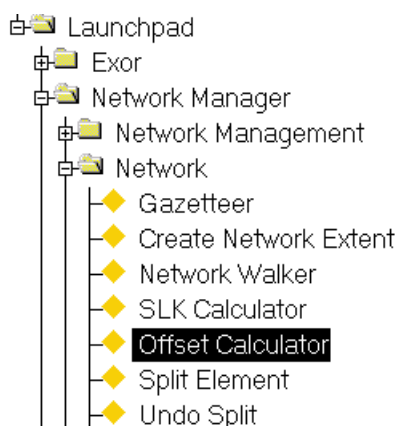 Launchpad
Exor
Network Manager
Network Management
Network
Gazetteer
Create Network Extent
Network Walker
SLK Calculator
Offset Calculator
Split Element
Undo Split